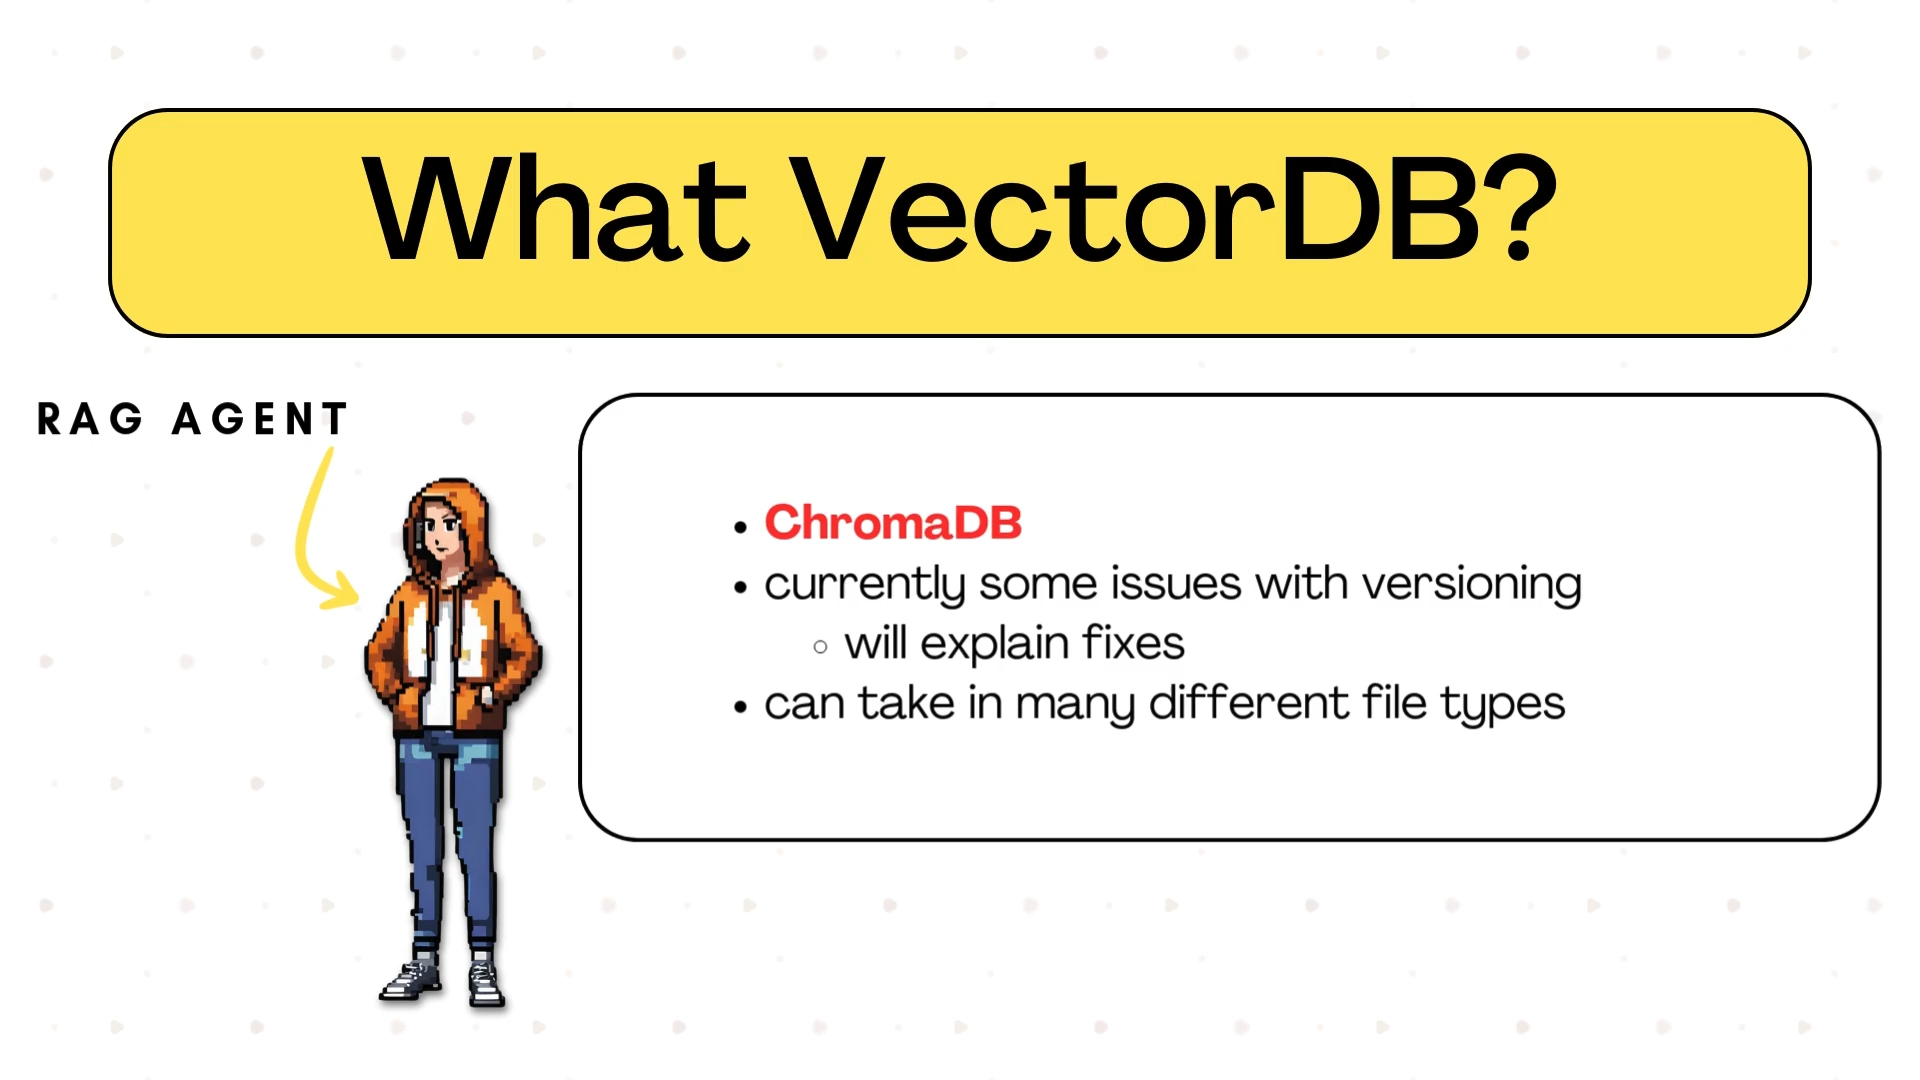 What VectorDB?
RAG AGENT
ChromaDB
currently some issues with versioning
will explain fixes
can take in many different file types